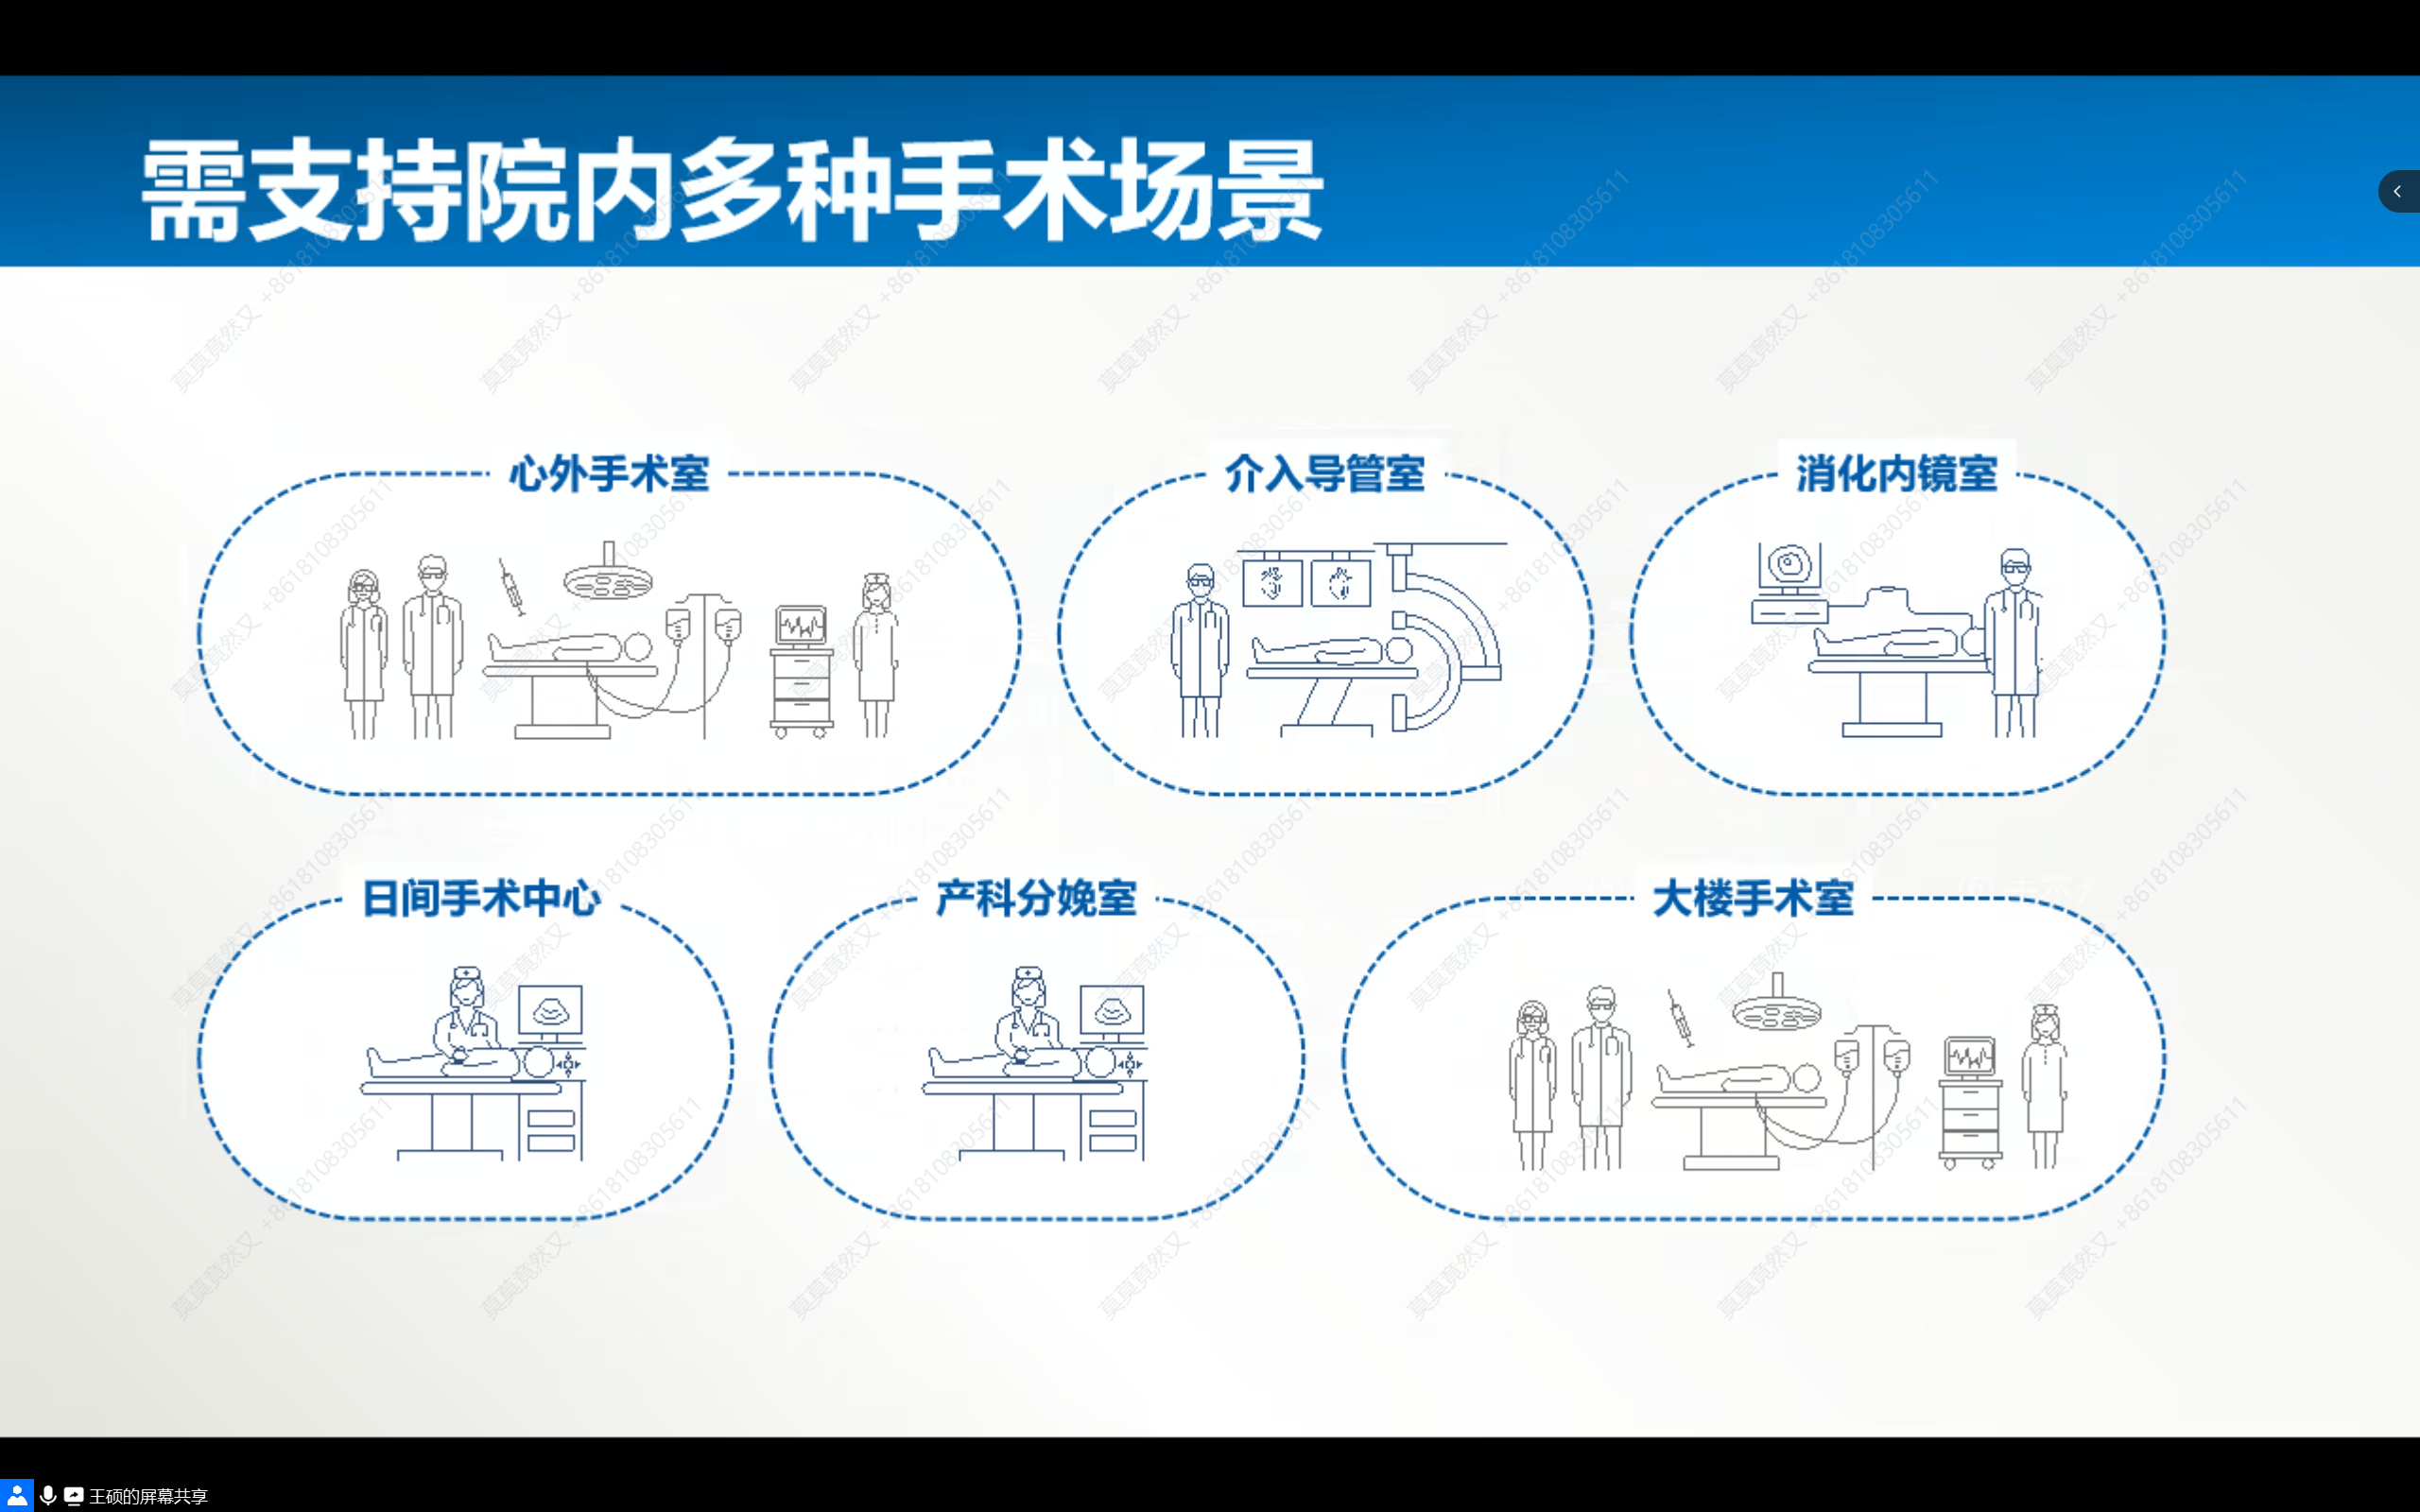 需支持院内多种手术场景
心外手术室
介入导管室
消化内镜室
日间手术中心
产科分娩室
大楼手术室
莫莫竟然又 +8618108305611
王硕的屏幕共享